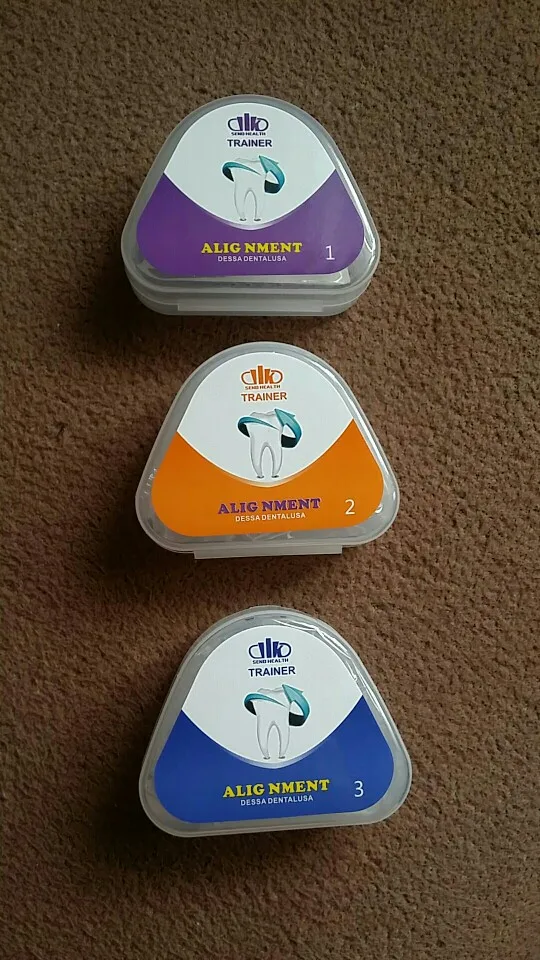 SEND HEALTH
TRAINER
ALIG NMENT
DESSA DENTALUSA
1
SEND HEALTH
TRAINER
ALIG NMENT
DESSA DENTALUSA
2
SEND HEALTH
TRAINER
ALIG NMENT
DESSA DENTALUSA
3